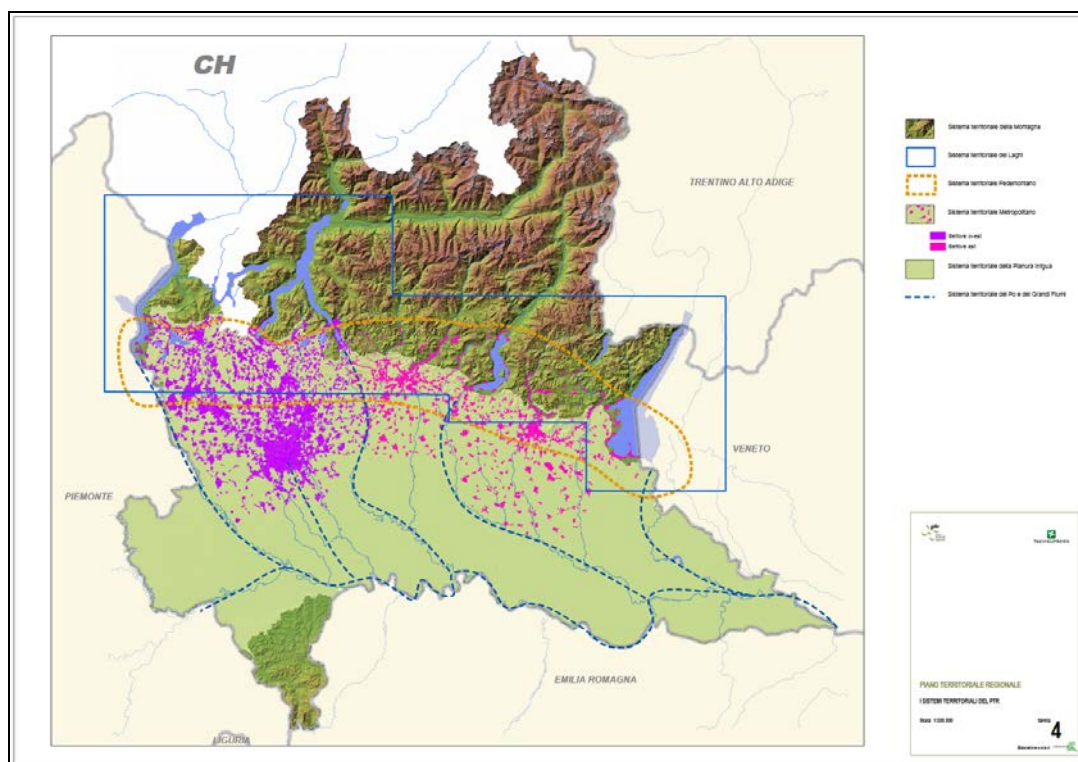 CH
TRENTINO ALTO ADIGE
VENETO
PIEMONTE
EMILIA ROMAGNA
LIGURIA
Sistema territoriale della Montagna
Sistema territoriale dei Laghi
Sistema territoriale Pedemontano
Sistema territoriale Metropolitano
Settore ovest
Settore est
Sistema territoriale della Pianura Irrigua
Sistema territoriale del Po e dei Grandi Fiumi
PIANO TERRITORIALE REGIONALE
I SISTEMI TERRITORIALI DEL PTR
4